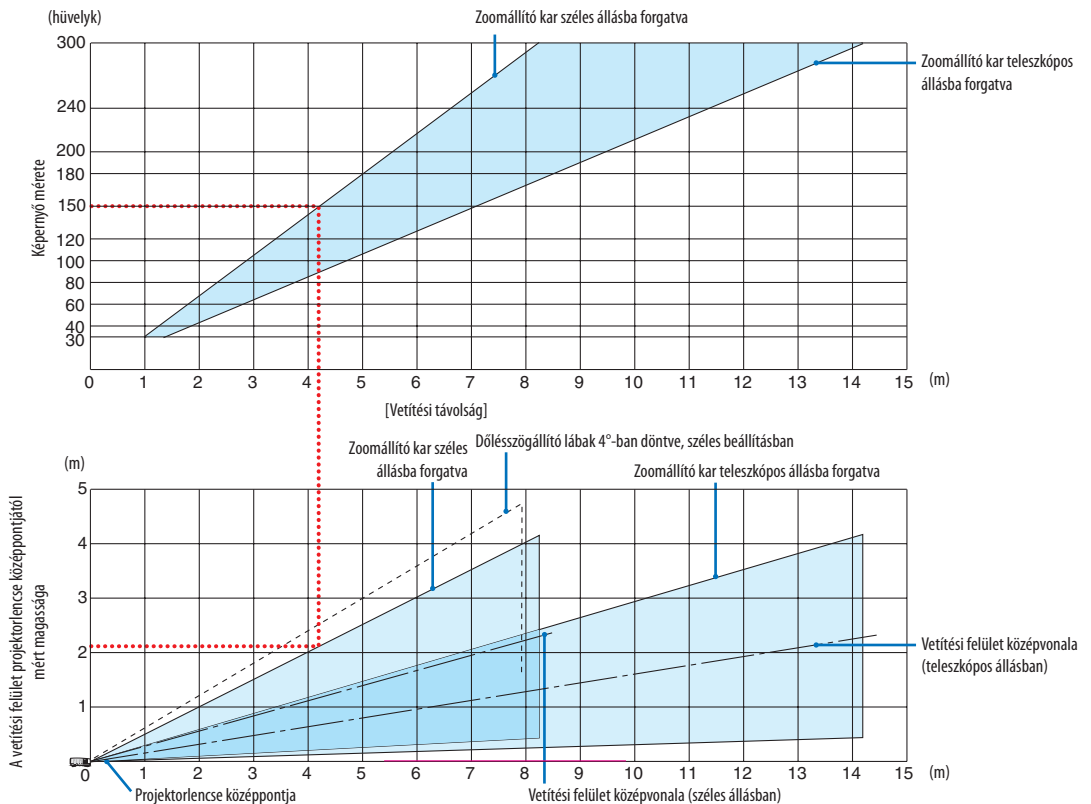 (hüvelyk)
Zoomállító kar széles állásba forgatva
300
Zoomállító kar teleszkópos
állásba forgatva
240
200
180
150
120
100
80
60
40
30
Képernyő mérete
0 1 2 3 4 5 6 7 8 9 10 11 12 13 14 15 (m)
[Vetítési távolság]
(m)
Zoomállító kar széles
állásba forgatva
Dőlésszögállító lábak 4°-ban döntve, széles beállításban
Zoomállító kar teleszkópos állásba forgatva
5
4
3
2
1
A vetítési felület projektorlencse középpontjától
mért magassága
Vetítési felület középvonala
(teleszkópos állásban)
0 1 2 3 4 5 6 7 8 9 10 11 12 13 14 15 (m)
Projektorlencse középpontja
Vetítési felület középvonala (széles állásban)